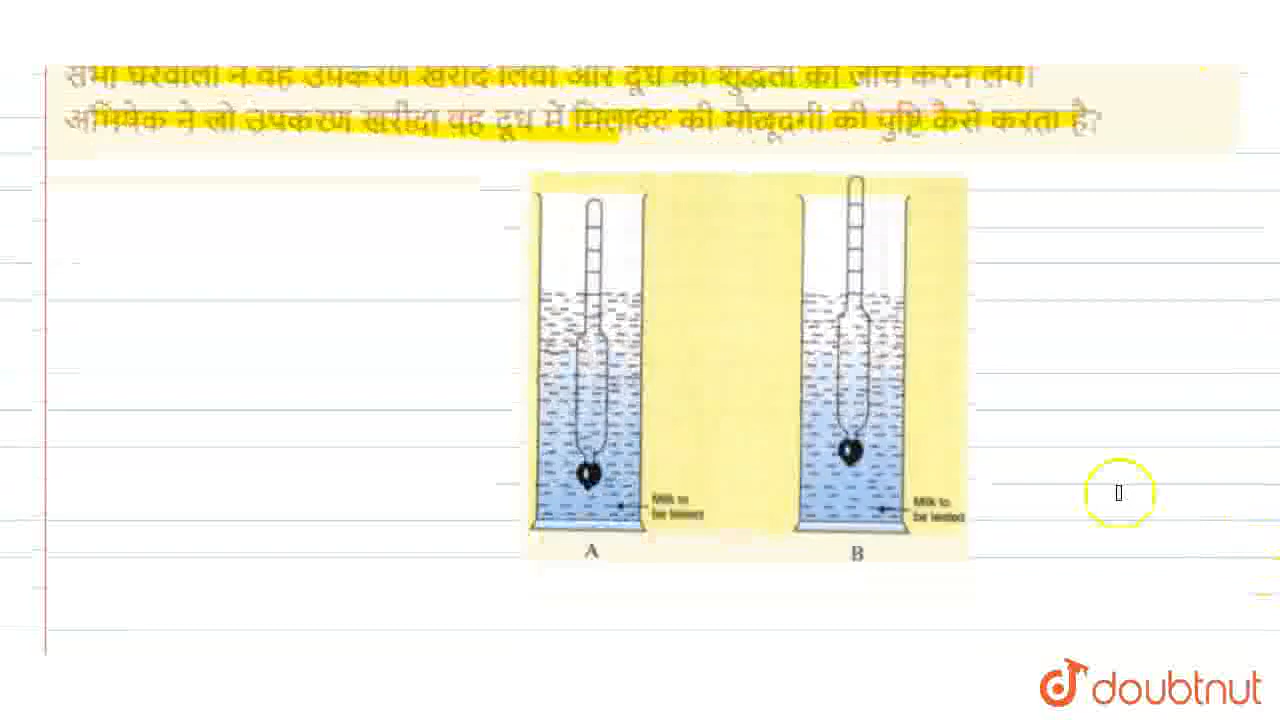 सभी घरवालों ने वह उपकरण खरीद लिया और दूध की शुद्धता की जाँच करने लगे।
अभिषेक ने जो उपकरण खरीदा वह दूध में मिलावट की मौजूदगी की पुष्टि कैसे करता है?
Milk to
be tested
Milk to
be tested
A
B
doubtnut